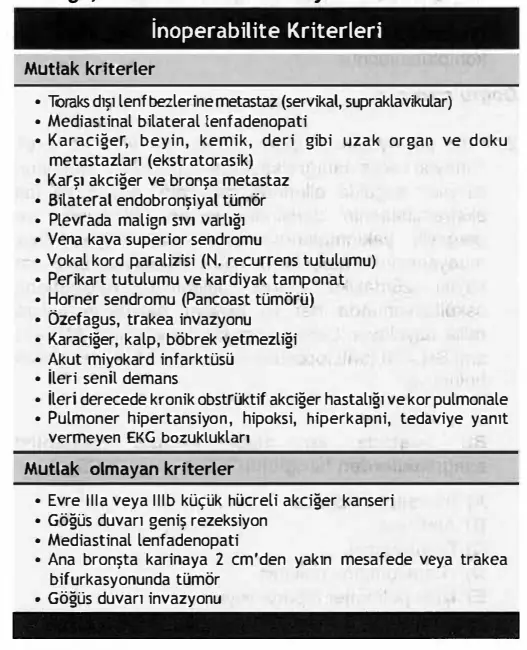 İnoperabilite Kriterleri
Mutlak kriterler
• Toraks dışı lenf bezlerine metastaz (servikal, supraklavikular)
• Mediastinal bilateral lenfadenopati
• Karaciğer, beyin, kemik, deri gibi uzak organ ve doku
metastazları (ekstratorasik)
• Karşı akciğer ve bronşa metastaz
• Bilateral endobronşiyal tümör
• Plevrada malign sıvı varlığı
• Vena kava superior sendromu
• Vokal kord paralizisi (N. recurrens tutulumu)
• Perikart tutulumu ve kardiyak tamponat
• Horner sendromu (Pancoast tümörü)
• Özefagus, trakea invazyonu
• Karaciğer, kalp, böbrek yetmezliği
• Akut miyokard infarktüsü
• İleri senil demans
• İleri derecede kronik obstrüktif akciğer hastalığı ve kor pulmonale
• Pulmoner hipertansiyon, hipoksi, hiperkapni, tedaviye yanıt
vermeyen EKG bozuklukları
Mutlak olmayan kriterler
• Evre IIIa veya IIIb küçük hücreli akciğer kanseri
• Göğüs duvarı geniş rezeksiyon
• Mediastinal lenfadenopati
• Ana bronşta karinaya 2 cm'den yakın mesafede veya trakea
bifurkasyonunda tümör
• Göğüs duvarı invazyonu